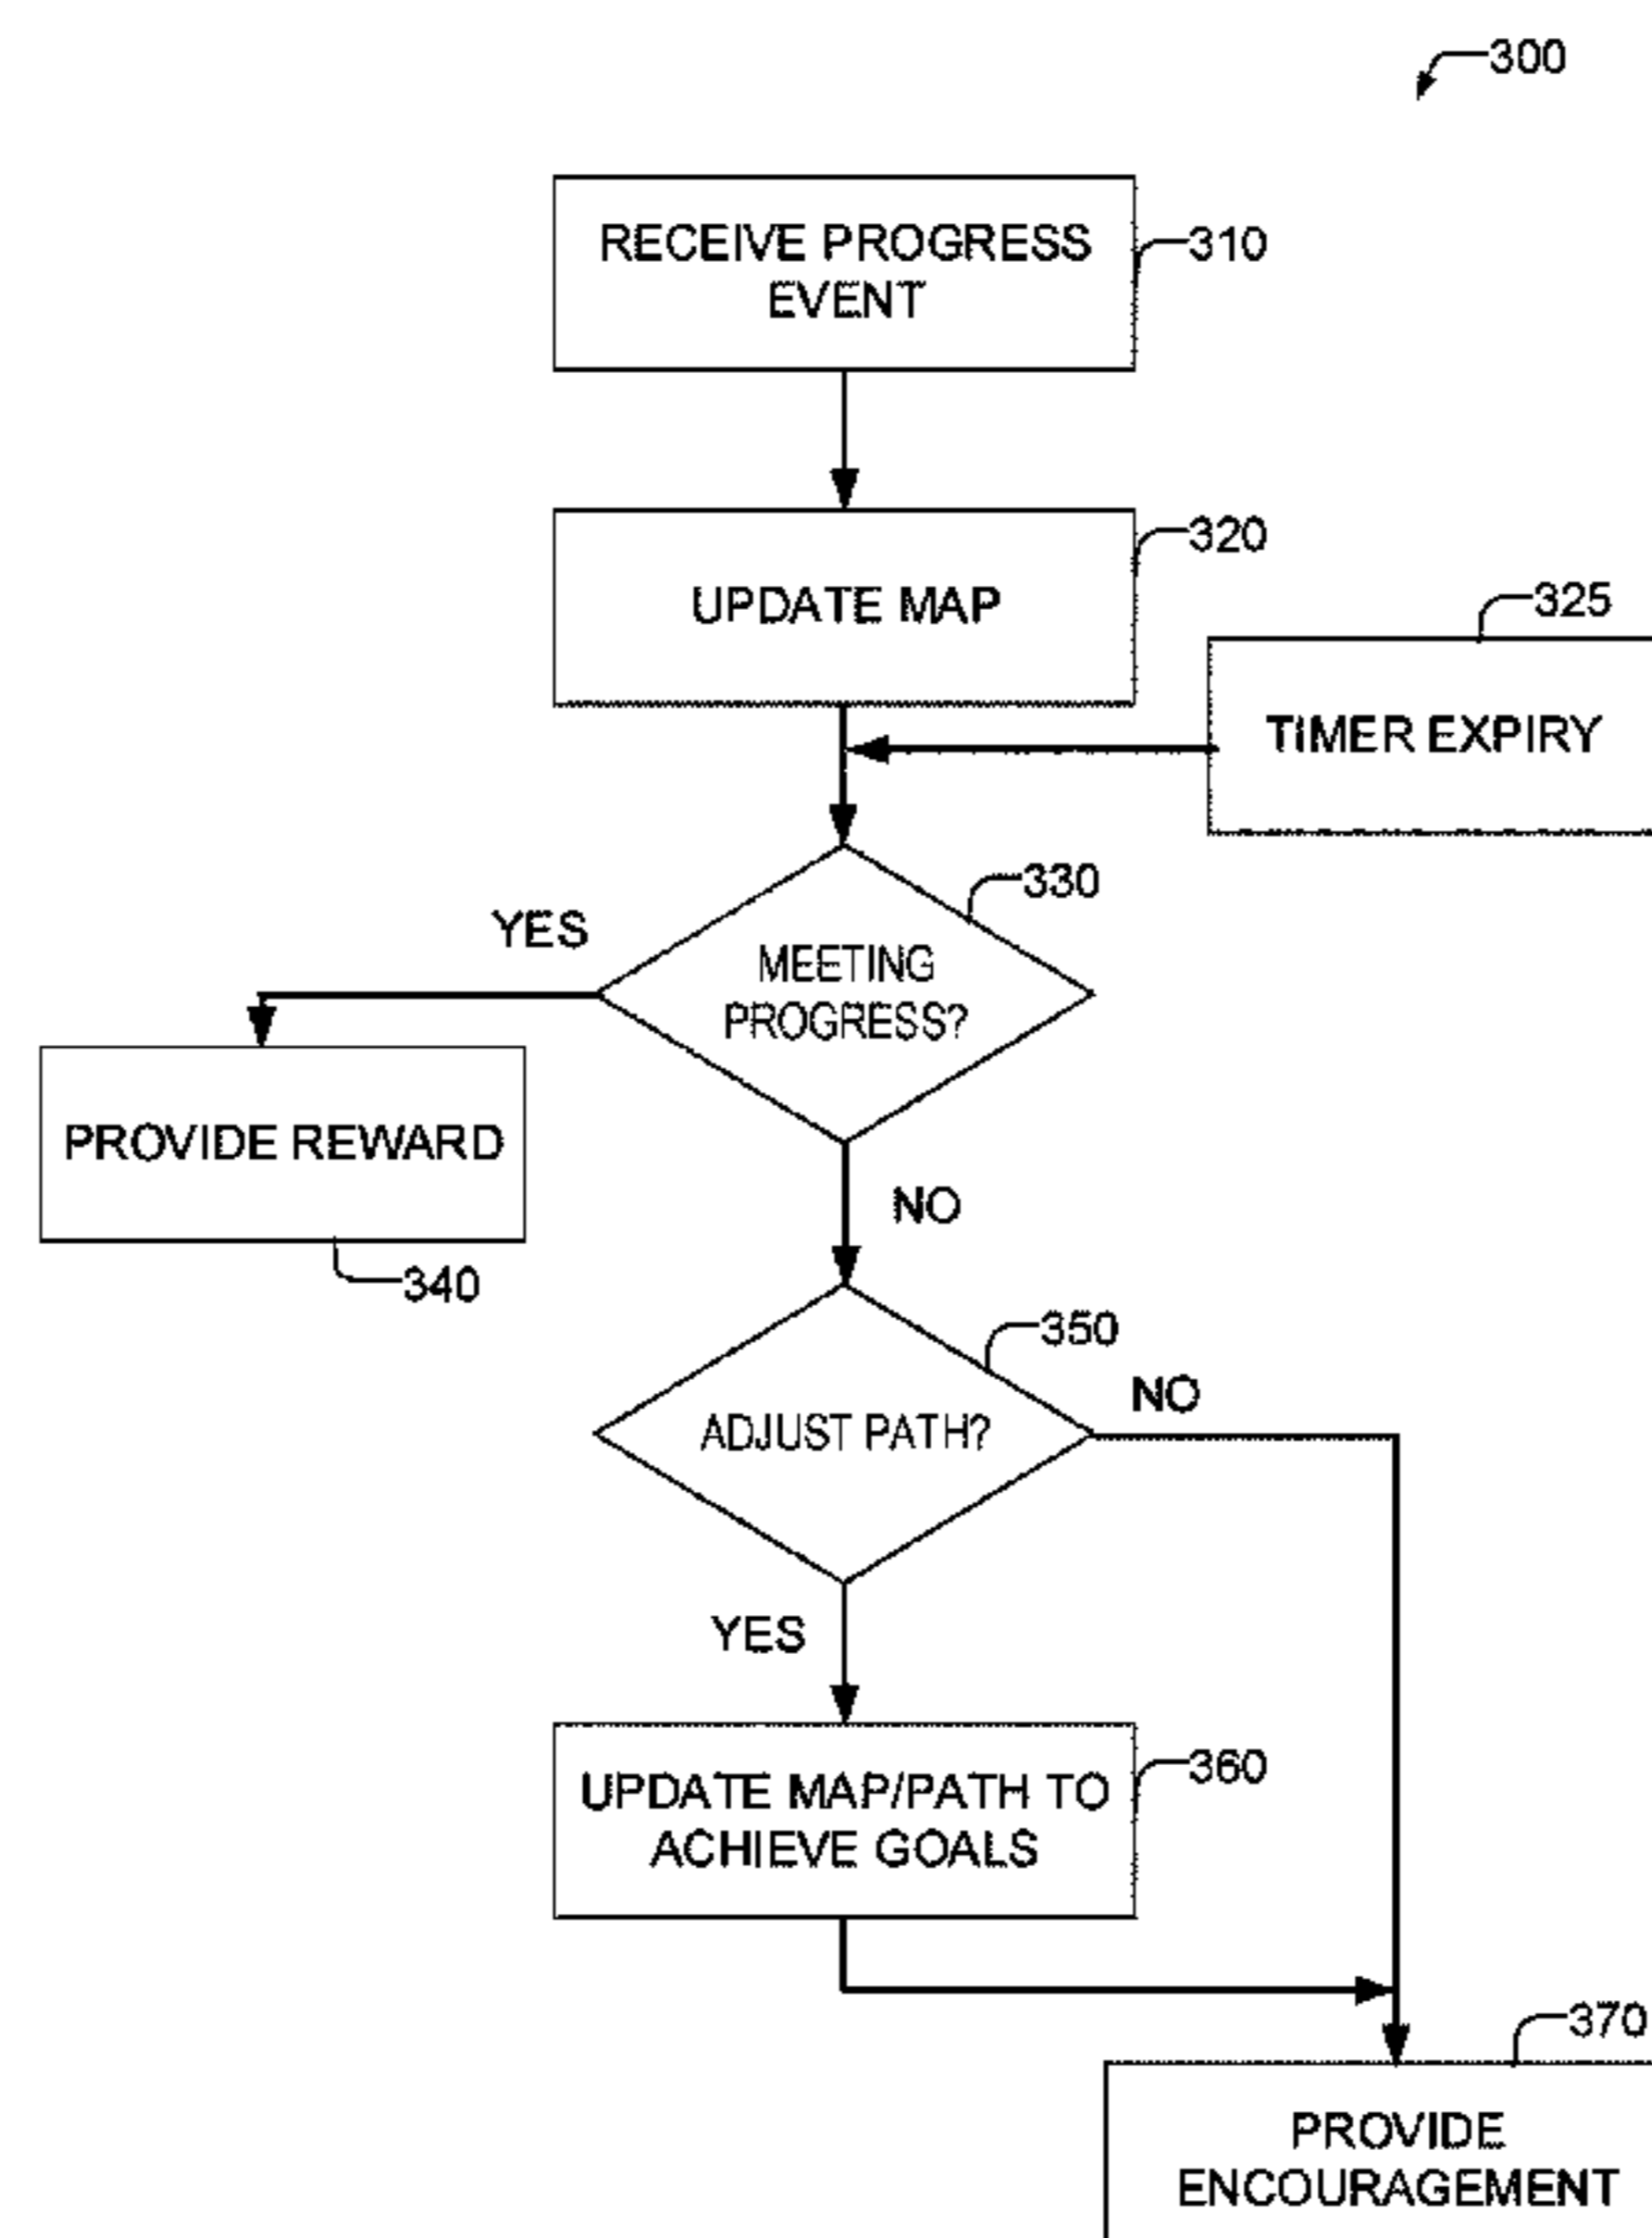 300
RECEIVE PROGRESS
EVENT
310
UPDATE MAP
320
325
TIMER EXPIRY
330
YES
MEETING
PROGRESS?
PROVIDE REWARD
NO
340
350
NO
ADJUST PATH?
YES
UPDATE MAP/PATH TO
ACHIEVE GOALS
360
370
PROVIDE
ENCOURAGEMENT